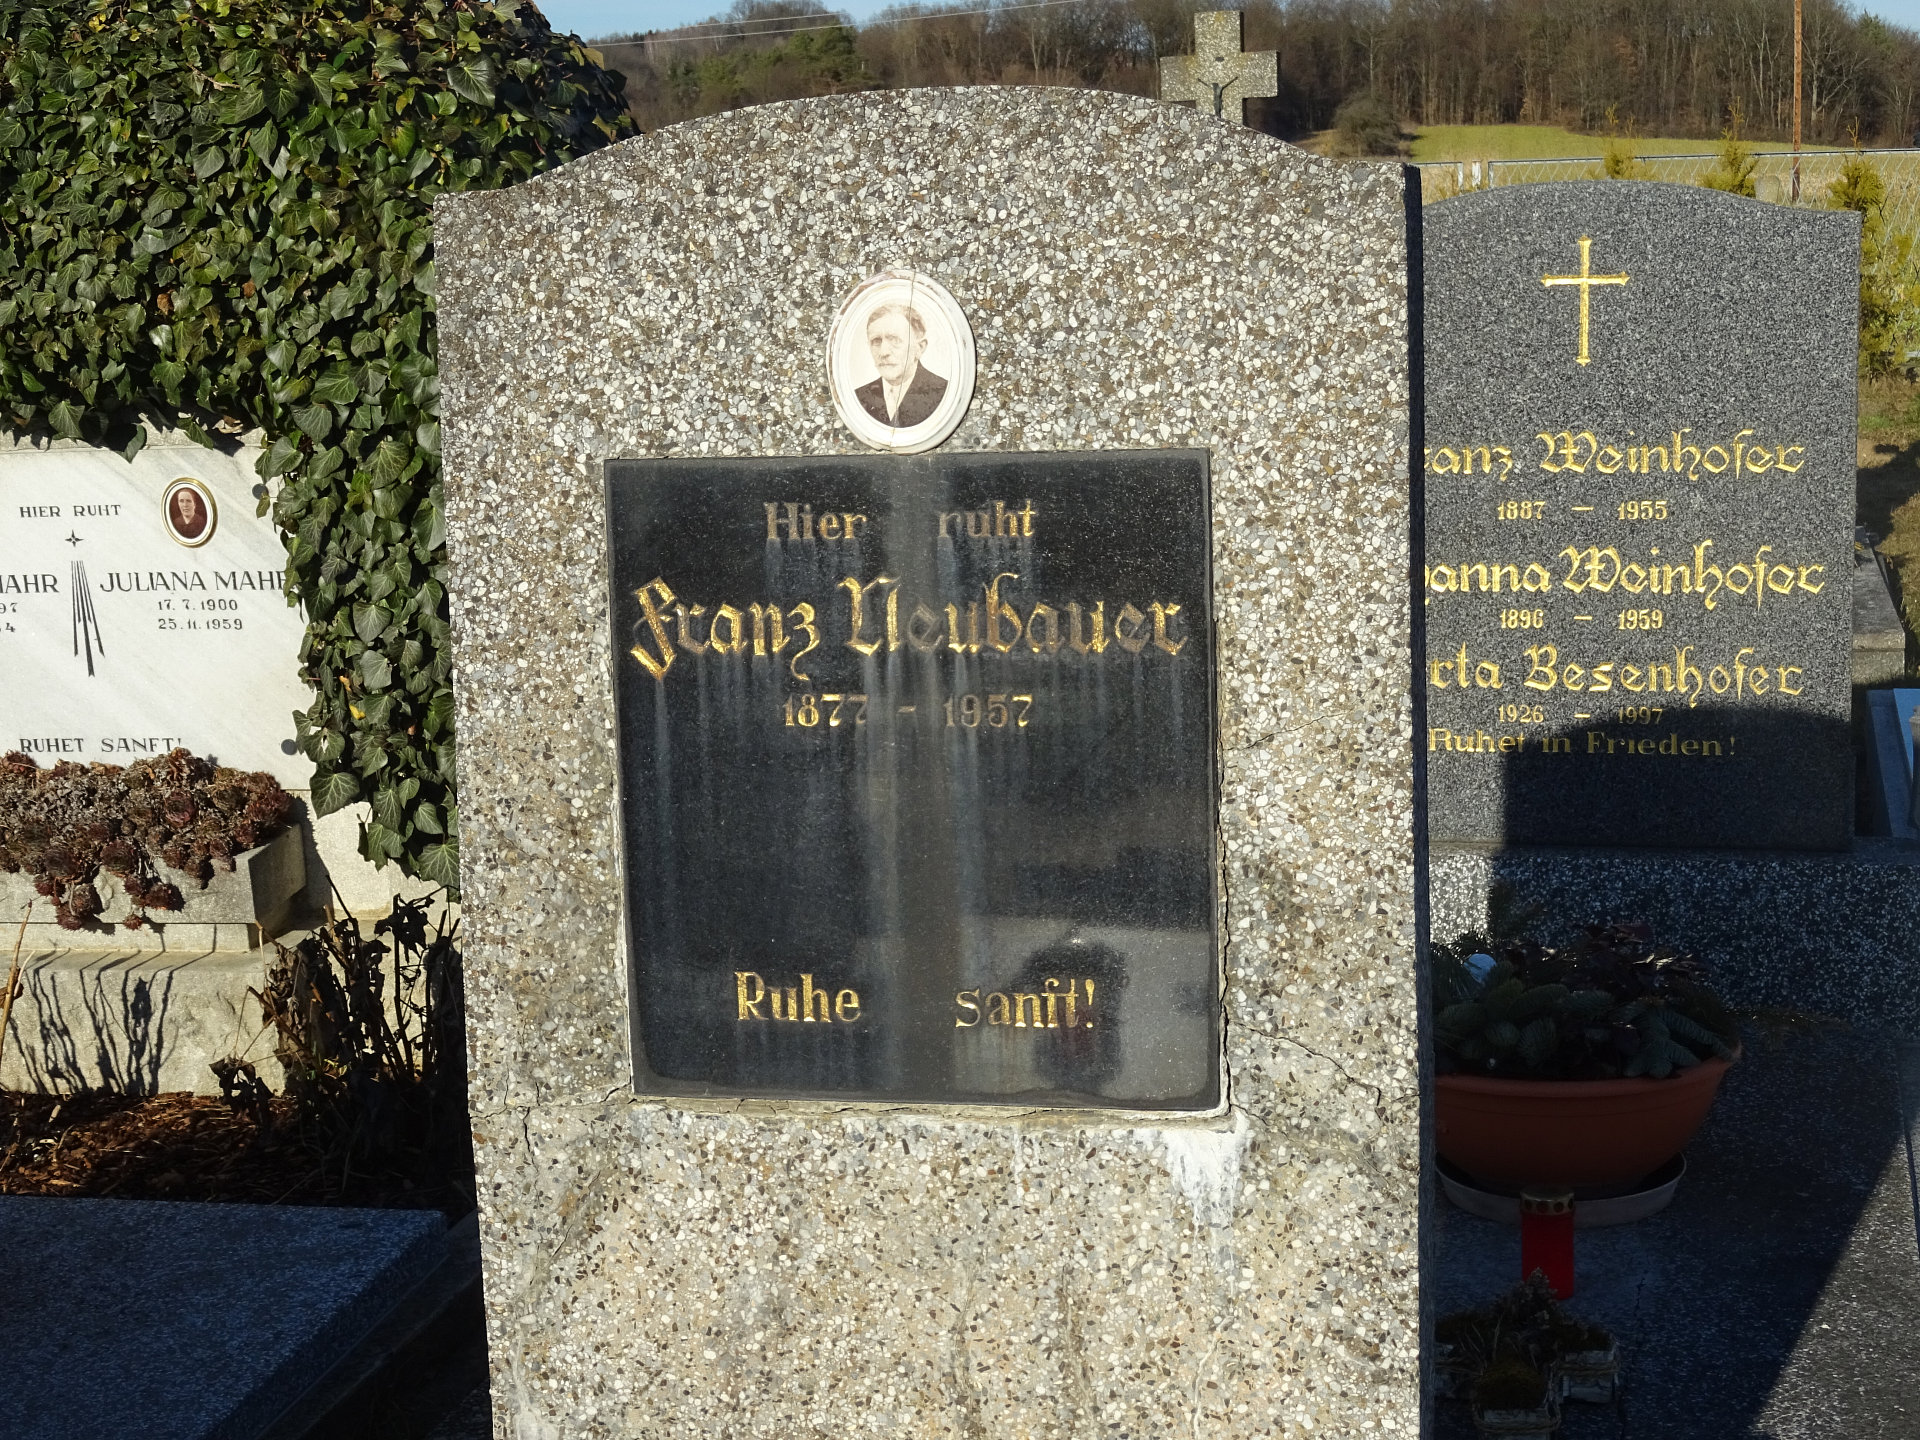 Hier ruht
Franz Neubauer
1877 - 1957
Ruhe sanft!
HIER RUHT
JULIANA MAHR
17. 7. 1900
25. 11. 1959
RUHET SANFT!
Weinhofer
1887 – 1955
Weinhofer
1896 – 1959
Besenhofer
1926 – 1997
Ruhet in Frieden!